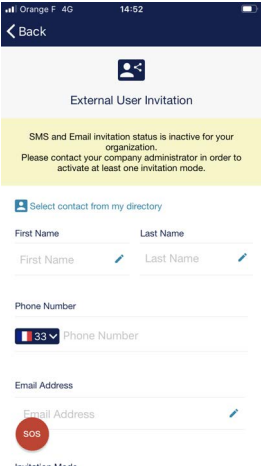 Orange F 4G 14:52
Back
External User Invitation
SMS and Email invitation status is inactive for your
organization.
Please contact your company administrator in order to
activate at least one invitation mode.
Select contact from my directory
First Name Last Name
First Name Last Name
Phone Number
33 Phone Number
Email Address
Email Address
SOS
Invitation Mode